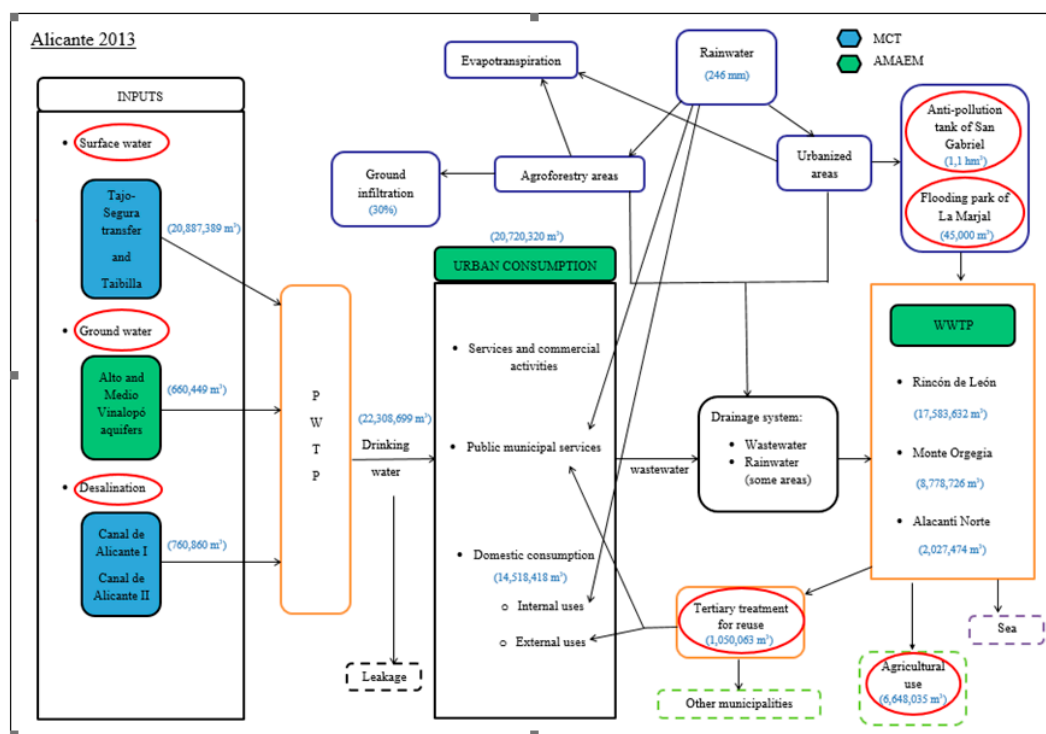 Alicante 2013
MCT
AMAEM
INPUTS
• Surface water
Tajo-
Segura
transfer
and
Taibilla
(20,887,389 m³)
• Ground water
Alto and
Medio
Vinalopó
aquifers
(660,449 m³)
• Desalination
Canal de
Alicante I
Canal de
Alicante II
(760,860 m³)
P
W
T
P
(22,308,699 m³)
Drinking
water
Leakage
Evapotranspiration
Rainwater
(246 mm)
Ground
infiltration
(30%)
Agroforestry areas
Urbanized
areas
Anti-pollution
tank of San
Gabriel
(1,1 hm³)
Flooding park of
La Marjal
(45,000 m³)
(20,720,320 m³)
URBAN CONSUMPTION
• Services and commercial
activities
• Public municipal services
• Domestic consumption
(14,518,418 m³)
o Internal uses
o External uses
wastewater
Drainage system:
• Wastewater
• Rainwater
(some areas)
WWTP
• Rincón de León
(17,583,632 m³)
• Monte Orgegia
(8,778,726 m³)
• Alacantí Norte
(2,027,474 m³)
Tertiary treatment
for reuse
(1,050,063 m³)
Other municipalities
Sea
Agricultural
use
(6,648,035 m³)